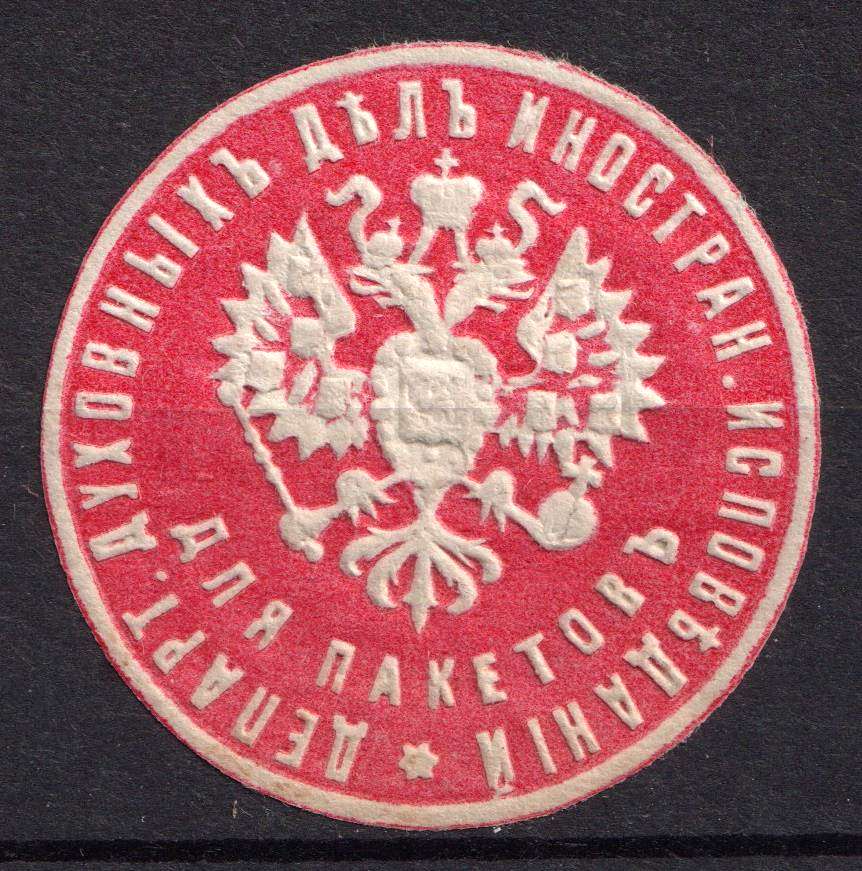 ДЕПАРТ. ДУХОВНЫХЪ ДѢЛЪ ИНОСТРАН. ИСПОВѢДАНІЙ
ДЛЯ ПАКЕТОВЪ